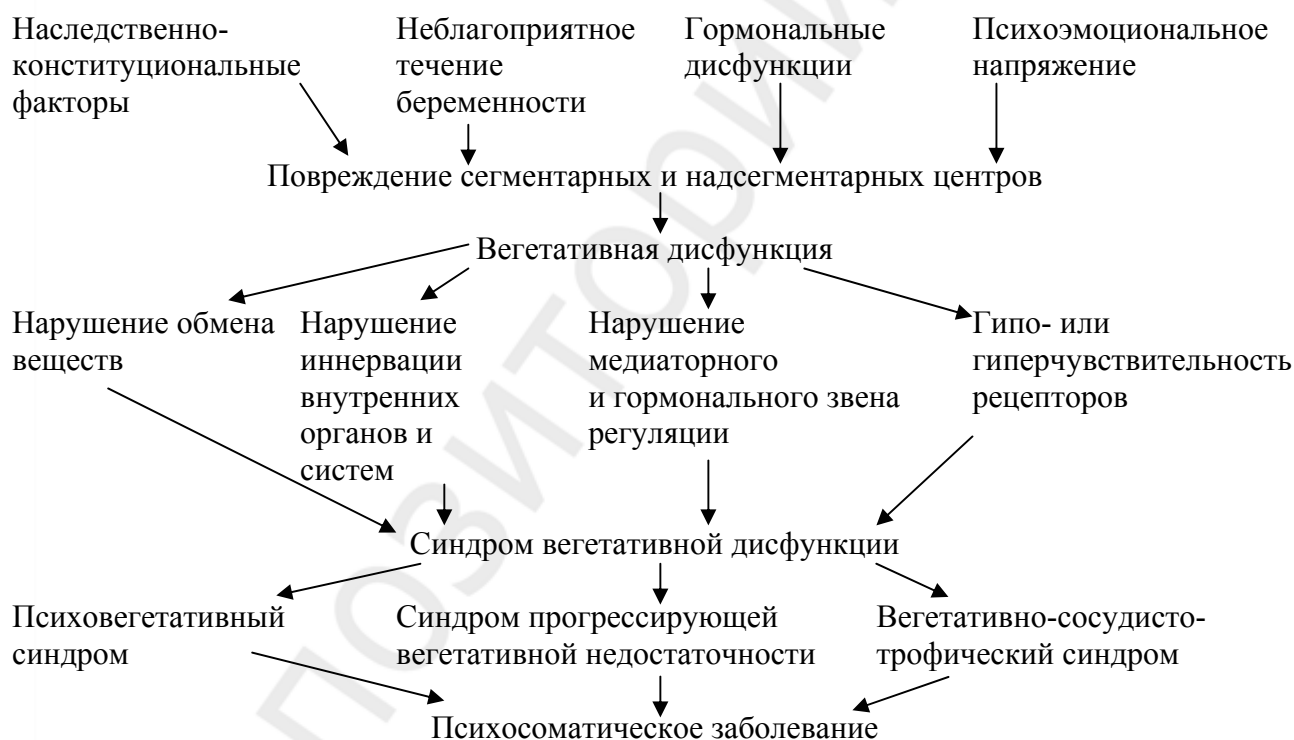 Наследственно-
конституциональные
факторы
Неблагоприятное
течение
беременности
Гормональные
дисфункции
Психоэмоциональное
напряжение
Повреждение сегментарных и надсегментарных центров
Вегетативная дисфункция
Нарушение обмена
веществ
Нарушение
иннервации
внутренних
органов и
систем
Нарушение
медиаторного
и гормонального звена
регуляции
Гипо- или
гиперчувствительность
рецепторов
Синдром вегетативной дисфункции
Психовегетативный
синдром
Синдром прогрессирующей
вегетативной недостаточности
Вегетативно-сосудисто-
трофический синдром
Психосоматическое заболевание